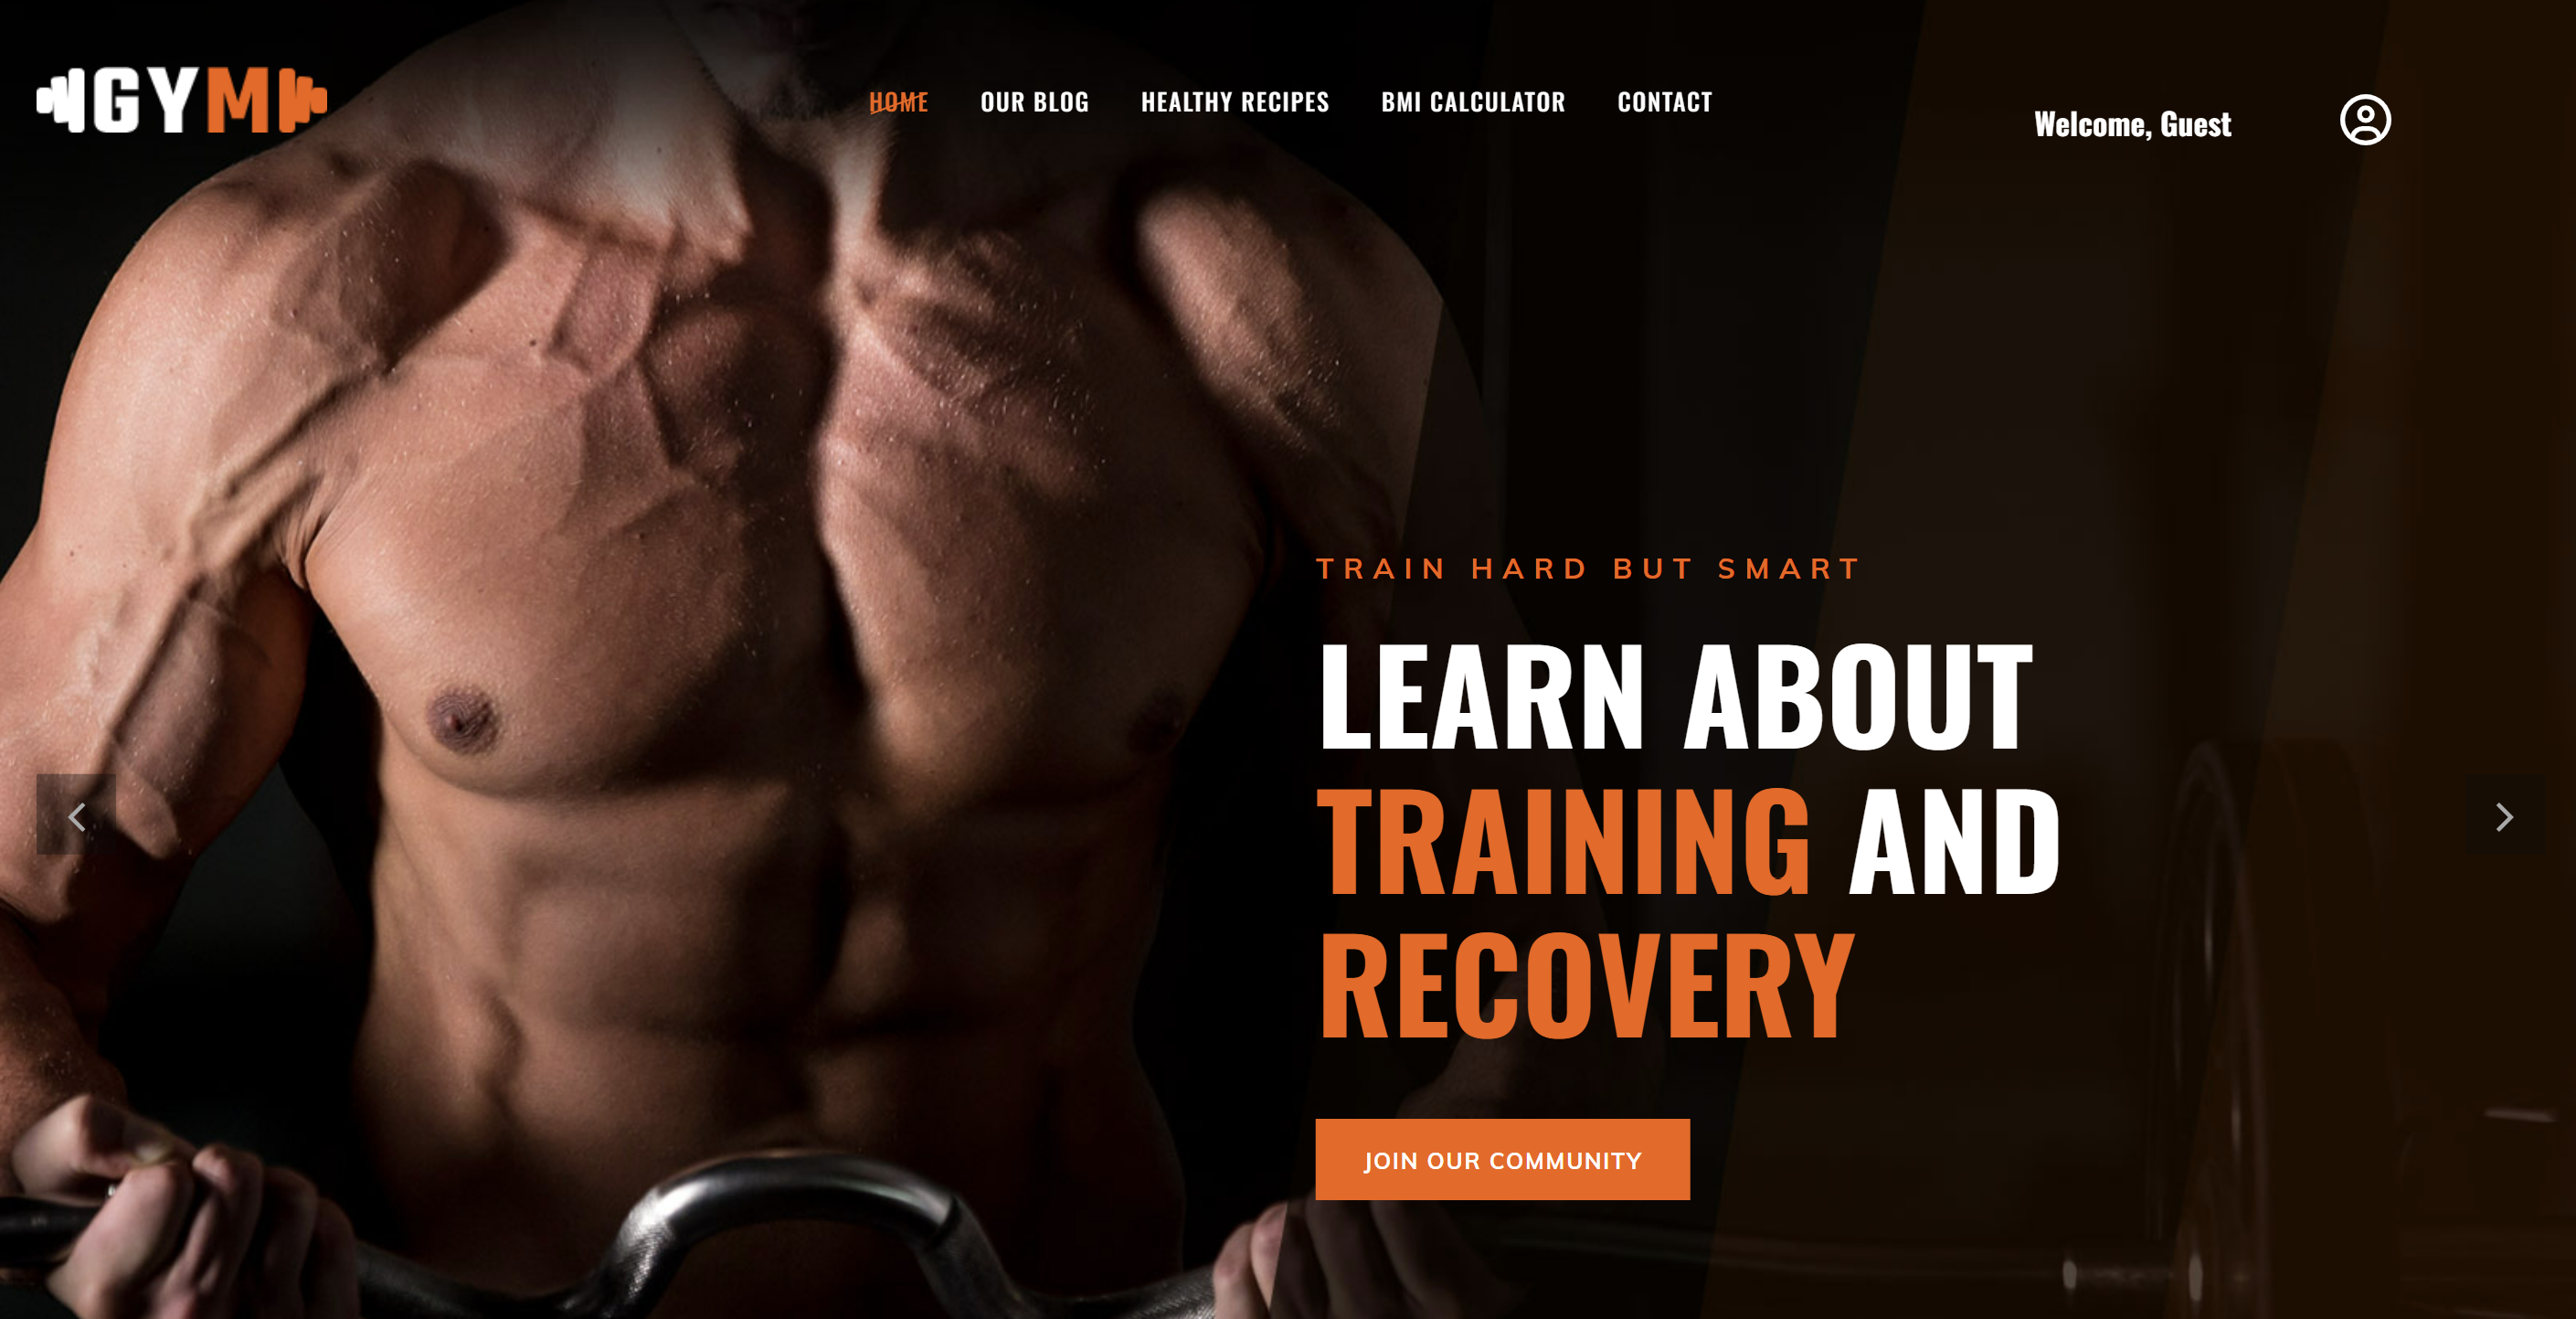 GYM
HOME OUR BLOG HEALTHY RECIPES BMI CALCULATOR CONTACT
Welcome, Guest
TRAIN HARD BUT SMART
LEARN ABOUT
TRAINING AND
RECOVERY
JOIN OUR COMMUNITY